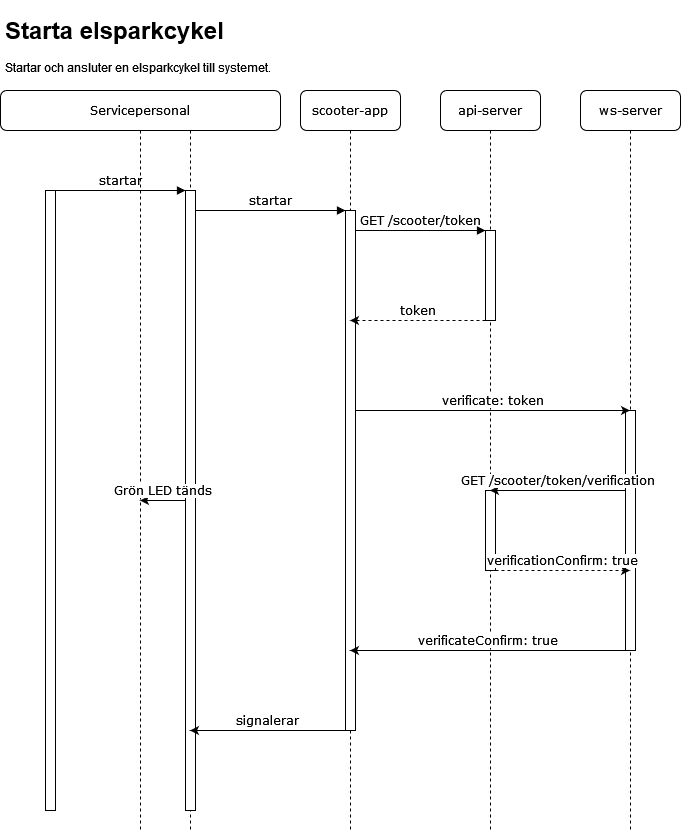 Starta elsparkcykel
Startar och ansluter en elsparkcykel till systemet.
Servicepersonal
scooter-app
api-server
ws-server
startar
startar
GET /scooter/token
token
verificate: token
GET /scooter/token/verification
Grön LED tänds
verificationConfirm: true
verificateConfirm: true
signalerar